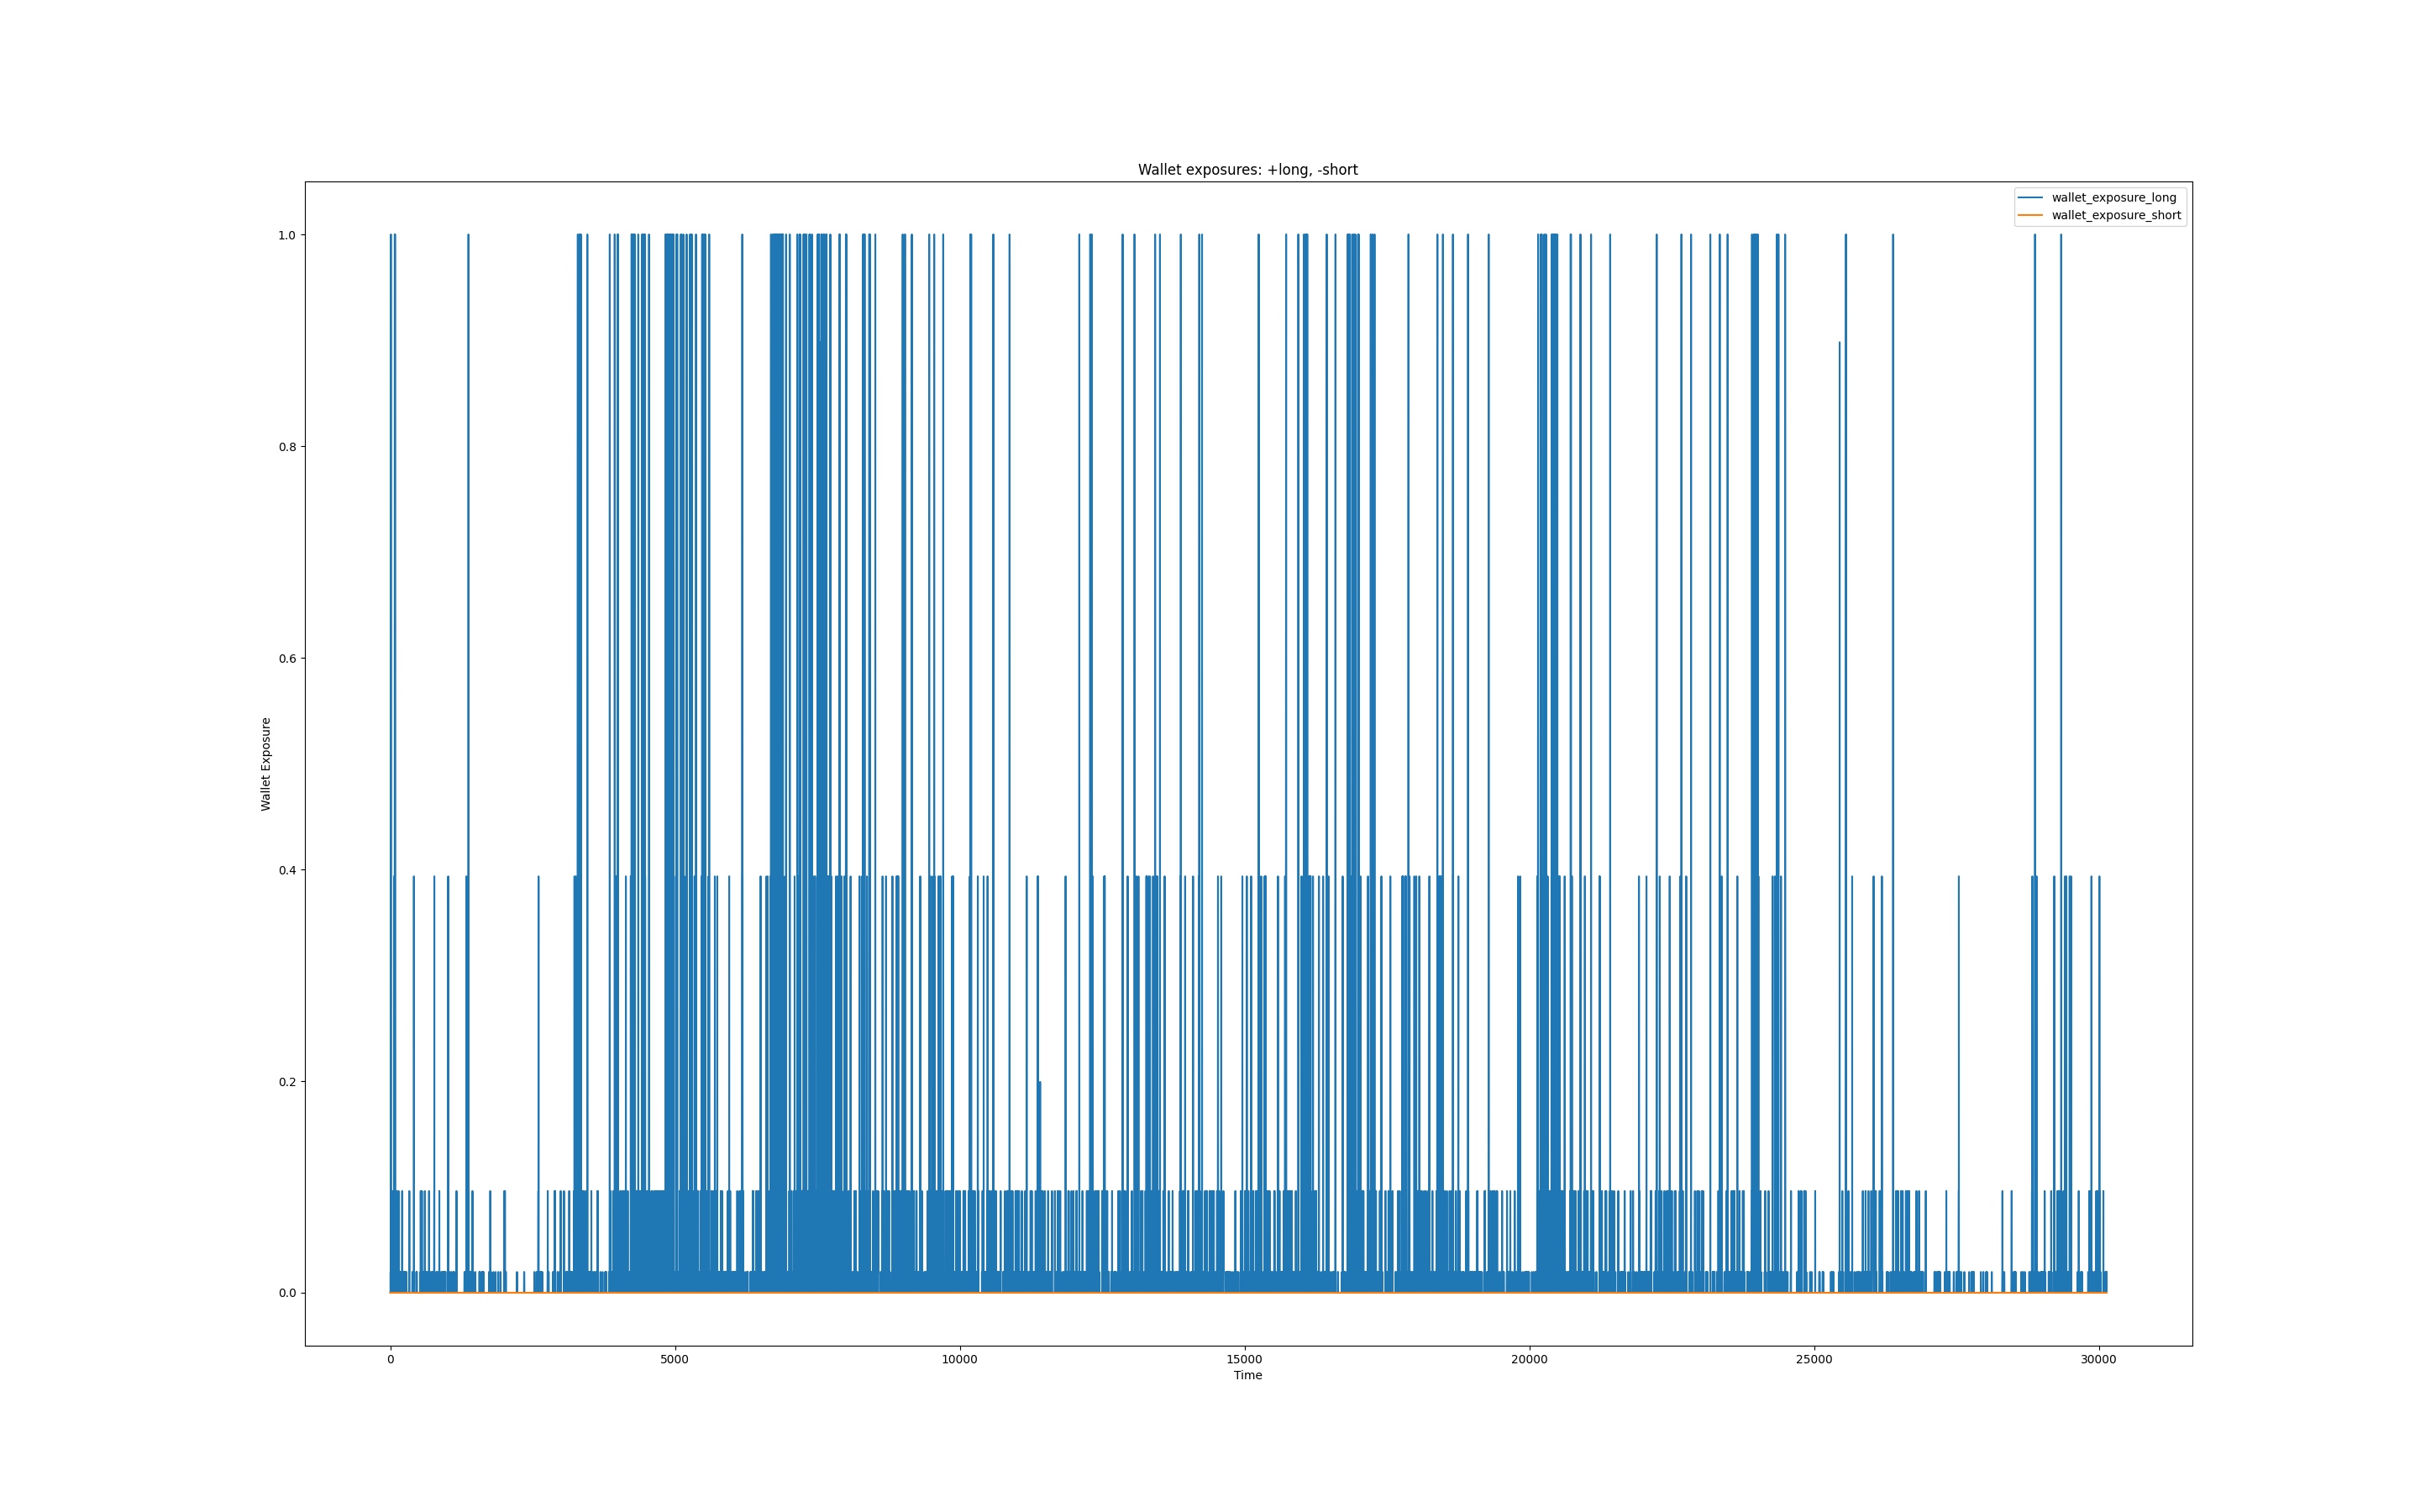 Wallet exposures: +long, -short
wallet_exposure_long
wallet_exposure_short
1.0
0.8
0.6
0.4
0.2
0.0
Wallet Exposure
0 5000 10000 15000 20000 25000 30000
Time